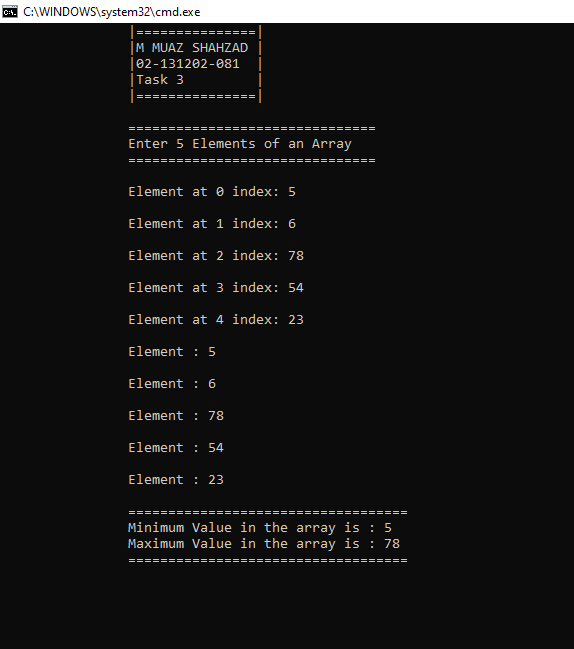 C:\WINDOWS\system32\cmd.exe
|===============|
|M MUAZ SHAHZAD |
|02-131202-081  |
|Task 3         |
|===============|
===============================
Enter 5 Elements of an Array
===============================
Element at 0 index: 5
Element at 1 index: 6
Element at 2 index: 78
Element at 3 index: 54
Element at 4 index: 23
Element : 5
Element : 6
Element : 78
Element : 54
Element : 23
===================================
Minimum Value in the array is : 5
Maximum Value in the array is : 78
===================================